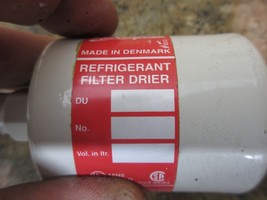 MADE IN DENMARK
REFRIGERANT
FILTER DRIER
DU
No.
Vol. in ltr.